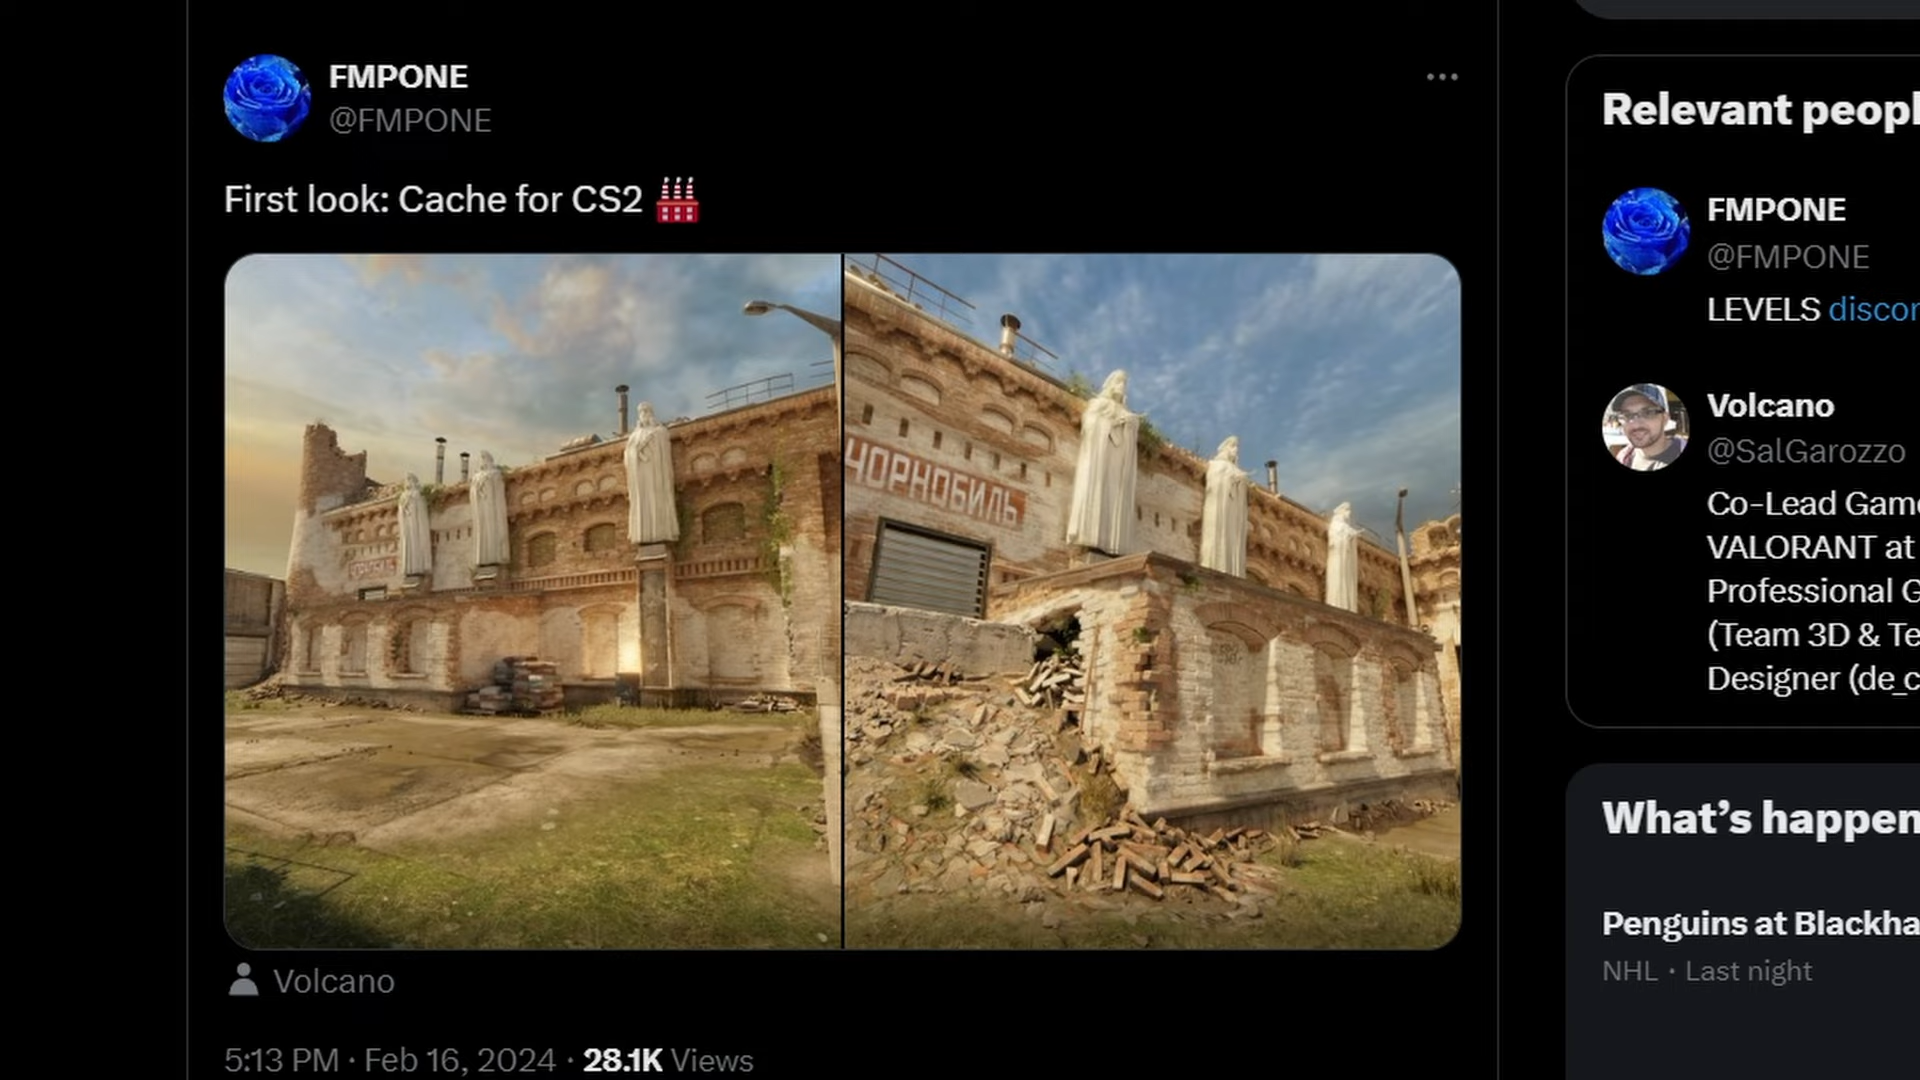 FMPONE
@FMPONE
First look: Cache for CS2
ЧОРНОБИЛЬ
Volcano
5:13 PM · Feb 16, 2024 · 28.1K Views
Relevant peopl
FMPONE
@FMPONE
LEVELS discor
Volcano
@SalGarozzo
Co-Lead Game
VALORANT at
Professional G
(Team 3D & Te
Designer (de_c
What's happen
Penguins at Blackha
NHL · Last night